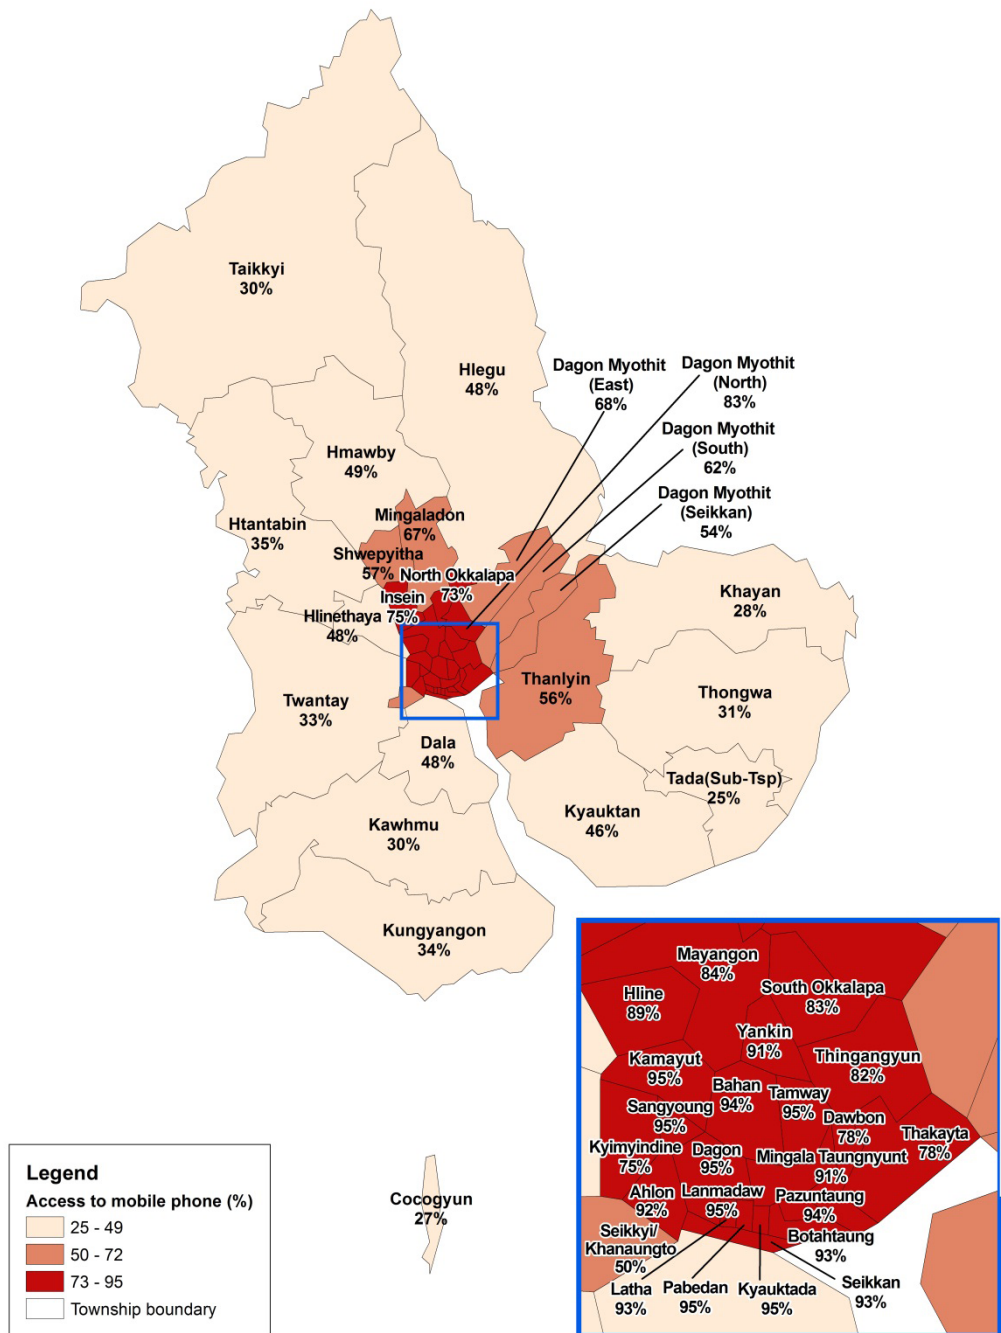 Taikkyi
30%
Hlegu
48%
Dagon Myothit
(East)
68%
Dagon Myothit
(North)
83%
Dagon Myothit
(South)
62%
Dagon Myothit
(Seikkan)
54%
Hmawby
49%
Htantabin
35%
Mingaladon
67%
Shwepyitha
57%
North Okkalapa
73%
Insein
75%
Hlinethaya
48%
Khayan
28%
Twantay
33%
Thanlyin
56%
Thongwa
31%
Dala
48%
Tada(Sub-Tsp)
25%
Kyauktan
46%
Kawhmu
30%
Kungyangon
34%
Cocogyun
27%
Mayangon
84%
Hline
89%
South Okkalapa
83%
Yankin
91%
Thingangyun
82%
Kamayut
95%
Bahan
94%
Tamway
95%
Sangyoung
95%
Dawbon
78%
Thakayta
78%
Kyimyindine
75%
Dagon
95%
Mingala Taungnyunt
91%
Ahlon
92%
Lanmadaw
95%
Pazuntaung
94%
Seikkyi/
Khanaungto
50%
Botahtaung
93%
Latha
93%
Pabedan
95%
Kyauktada
95%
Seikkan
93%
Legend
Access to mobile phone (%)
25 - 49
50 - 72
73 - 95
Township boundary